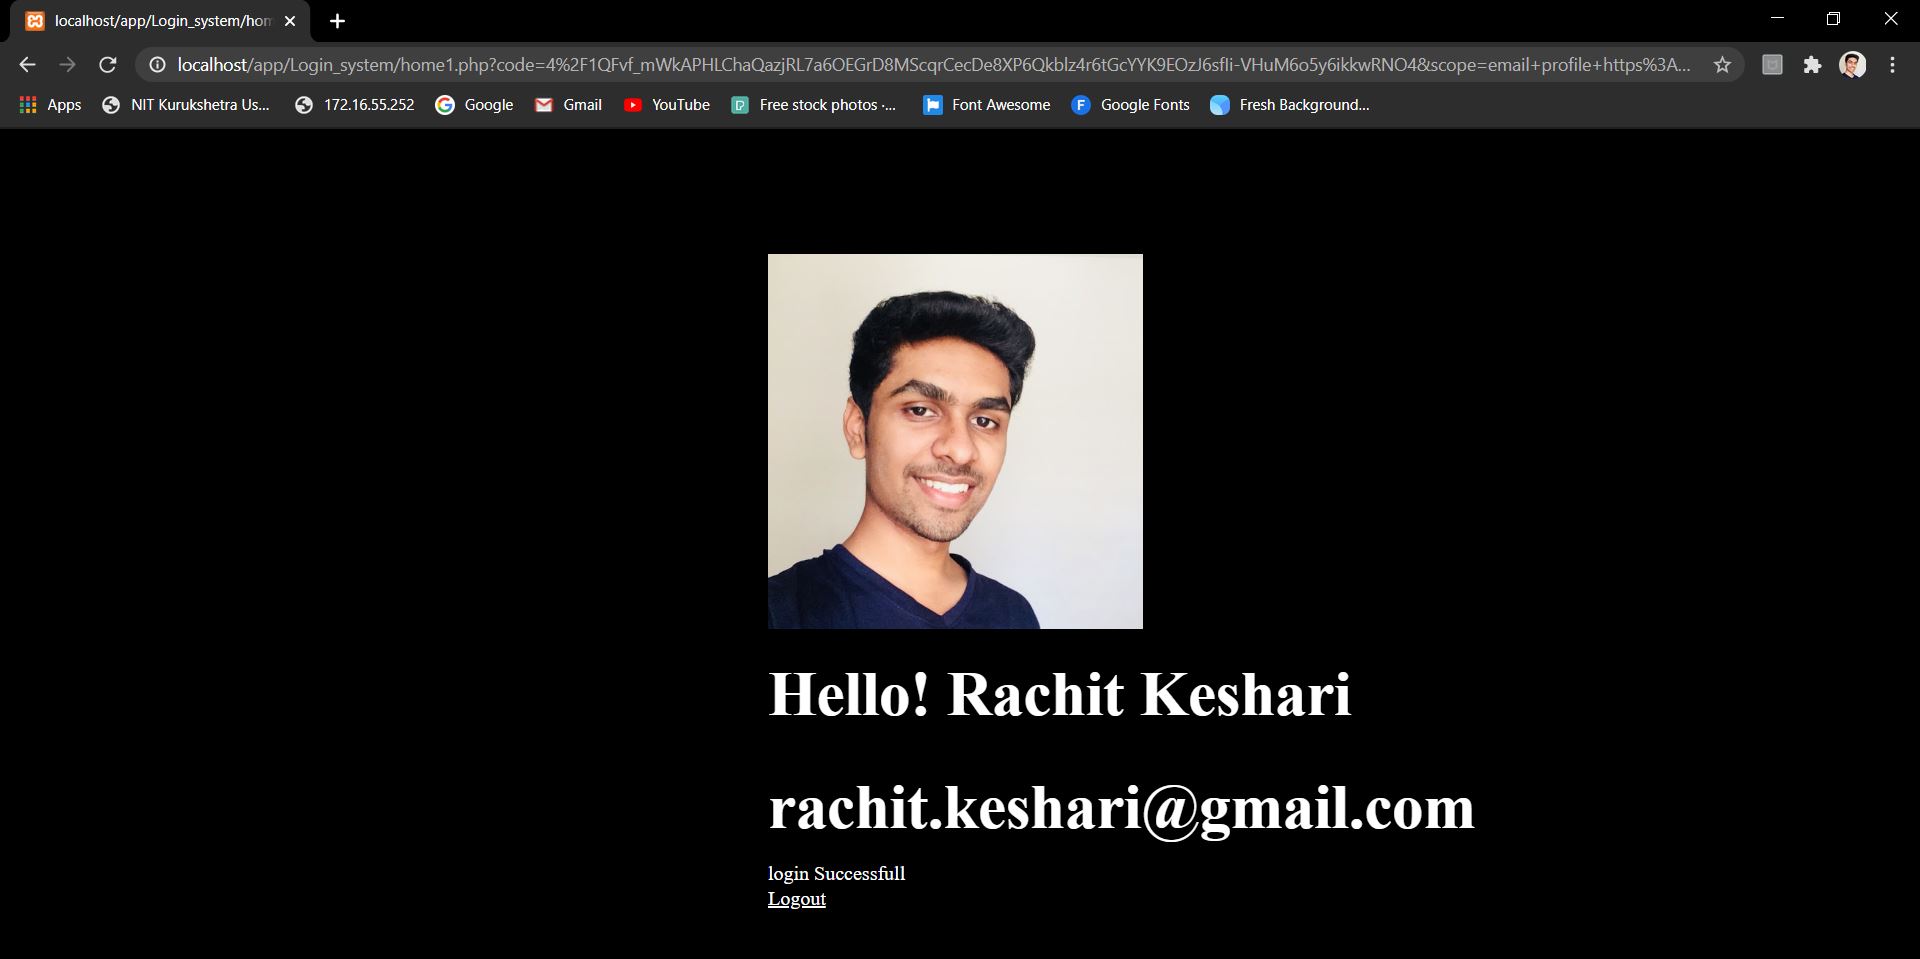 localhost/app/Login_system/hom
localhost/app/Login_system/home1.php?code=4%2F1QFvf_mWkAPHLChaQazjRL7a6OEGrD8MScqrCecDe8XP6Qkblz4r6tGcYYK9EOzJ6sfIi-VHuM6o5y6ikkwRNO4&scope=email+profile+https%3A...
Apps NIT Kurukshetra Us... 172.16.55.252 Google Gmail YouTube Free stock photos ·... Font Awesome Google Fonts Fresh Background...
Hello! Rachit Keshari
rachit.keshari@gmail.com
login Successfull
Logout